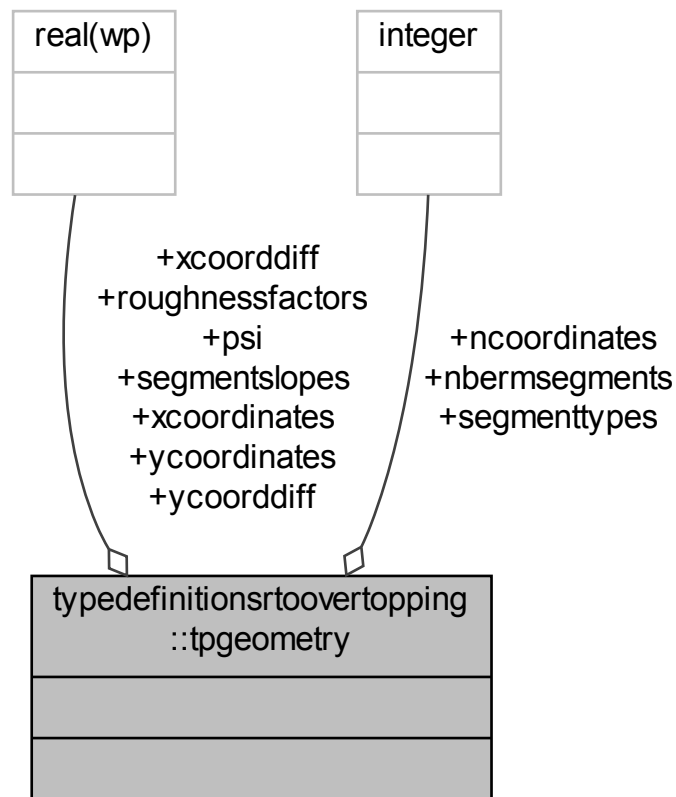 real(wp)
integer
+xcoorddiff
+roughnessfactors
+psi
+segmentslopes
+xcoordinates
+ycoordinates
+ycoorddiff
+ncoordinates
+nbermsegments
+segmenttypes
typedefinitionsrtoovertopping
::tpgeometry